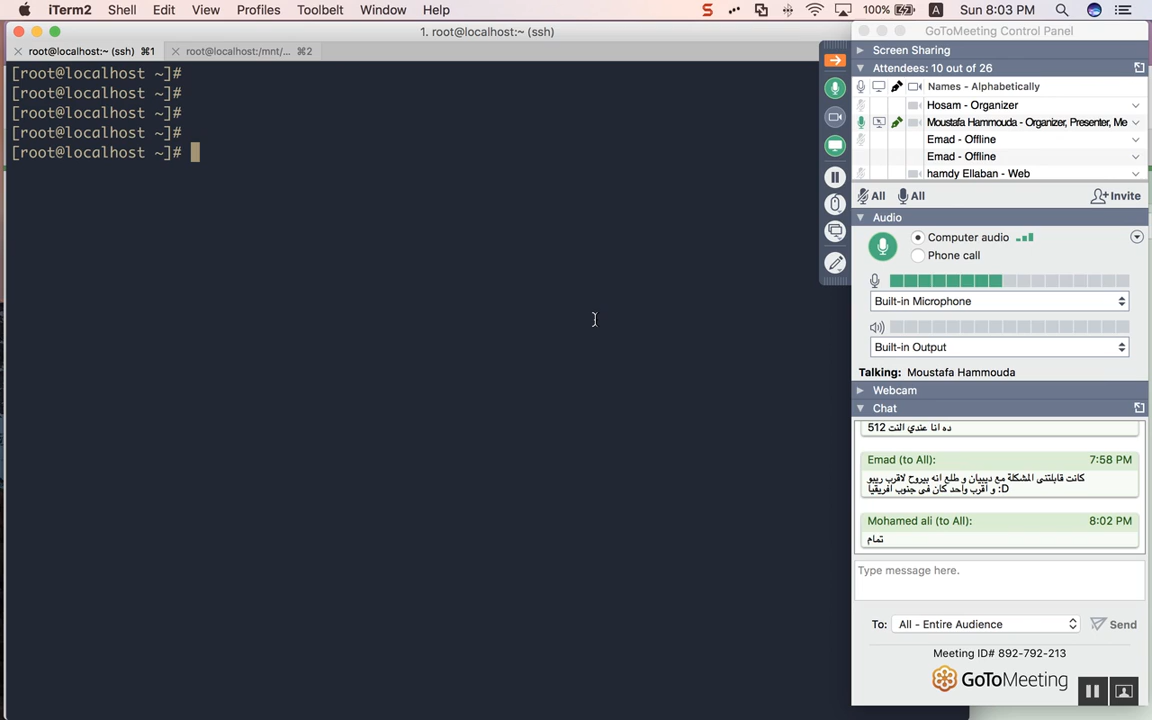 iTerm2 Shell Edit View Profiles Toolbelt Window Help
100% A Sun 8:03 PM
1. root@localhost:~ (ssh)
root@localhost:~ (ssh) ⌘1
root@localhost:/mnt/... ⌘2
[root@localhost ~]#
[root@localhost ~]#
[root@localhost ~]#
[root@localhost ~]#
[root@localhost ~]#
GoToMeeting Control Panel
Screen Sharing
Attendees: 10 out of 26
Names - Alphabetically
Hosam - Organizer
Moustafa Hammouda - Organizer, Presenter, Me
Emad - Offline
Emad - Offline
hamdy Ellaban - Web
All All Invite
Audio
Computer audio
Phone call
Built-in Microphone
Built-in Output
Talking: Moustafa Hammouda
Webcam
Chat
ده انا عندي النت 512
Emad (to All): 7:58 PM
كانت قابلتنى المشكلة مع ديبيان و طلع انه بيروح لاقرب ريبو
و اقرب واحد كان فى جنوب افريقيا :D
Mohamed ali (to All): 8:02 PM
تمام
Type message here.
To: All - Entire Audience Send
Meeting ID# 892-792-213
GoToMeeting